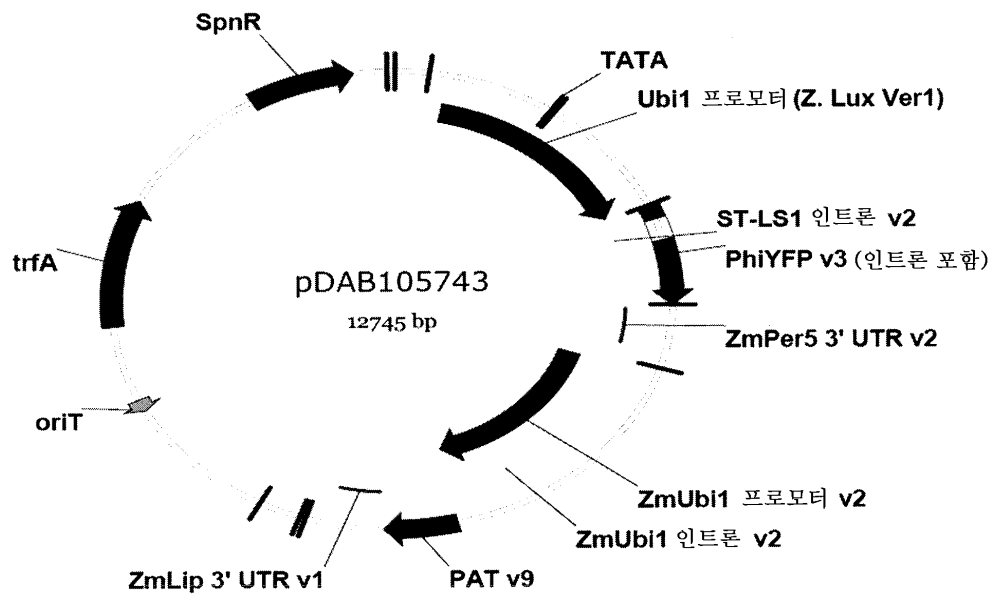 SpnR
TATA
Ubi1 프로모터 (Z. Lux Ver1)
ST-LS1 인트론 v2
PhiYFP v3 (인트론 포함)
trfA
pDAB105743
12745 bp
ZmPer5 3' UTR v2
oriT
ZmUbi1 프로모터 v2
ZmUbi1 인트론 v2
ZmLip 3' UTR v1
PAT v9